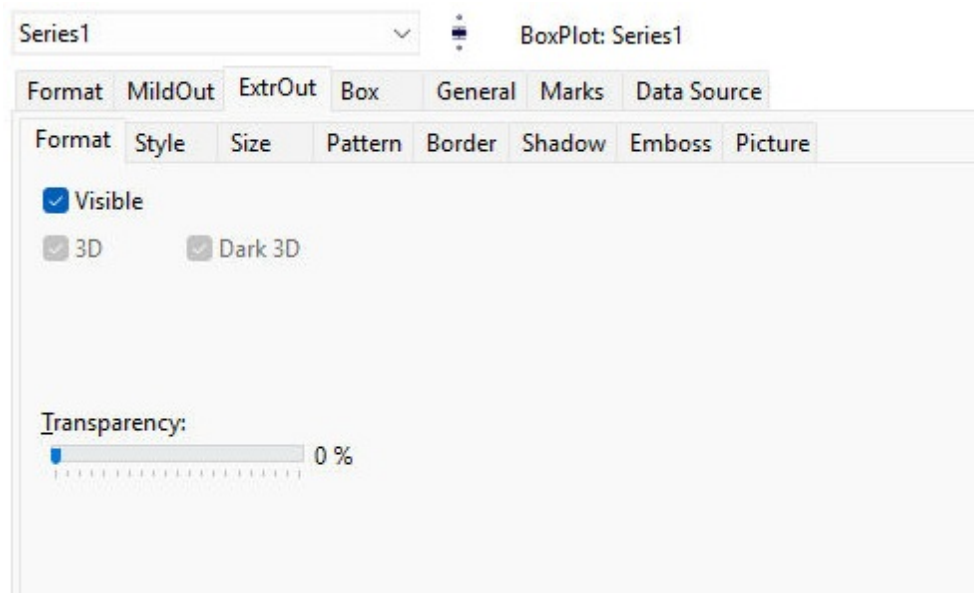 Series1 BoxPlot: Series1
Format MildOut ExtrOut Box General Marks Data Source
Format Style Size Pattern Border Shadow Emboss Picture
Visible
3D Dark 3D
Transparency:
0 %